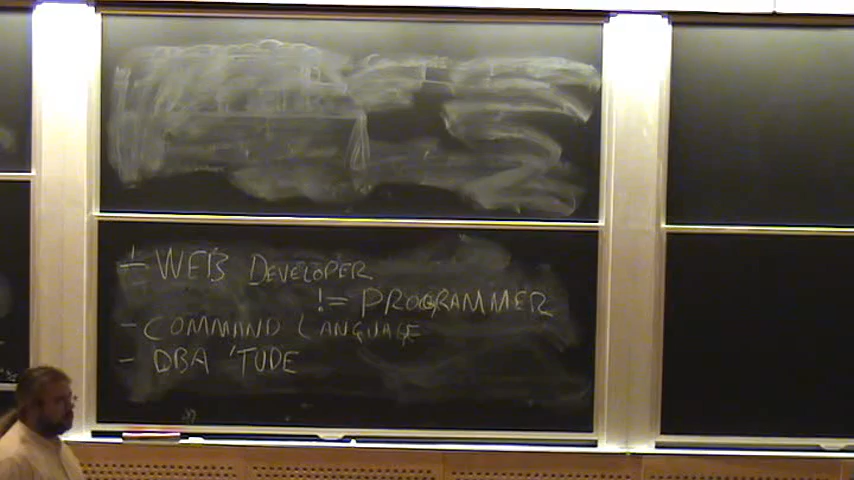 + WEB DEVELOPER
!= PROGRAMMER
- COMMAND LANGUAGE
- DBA 'TUDE